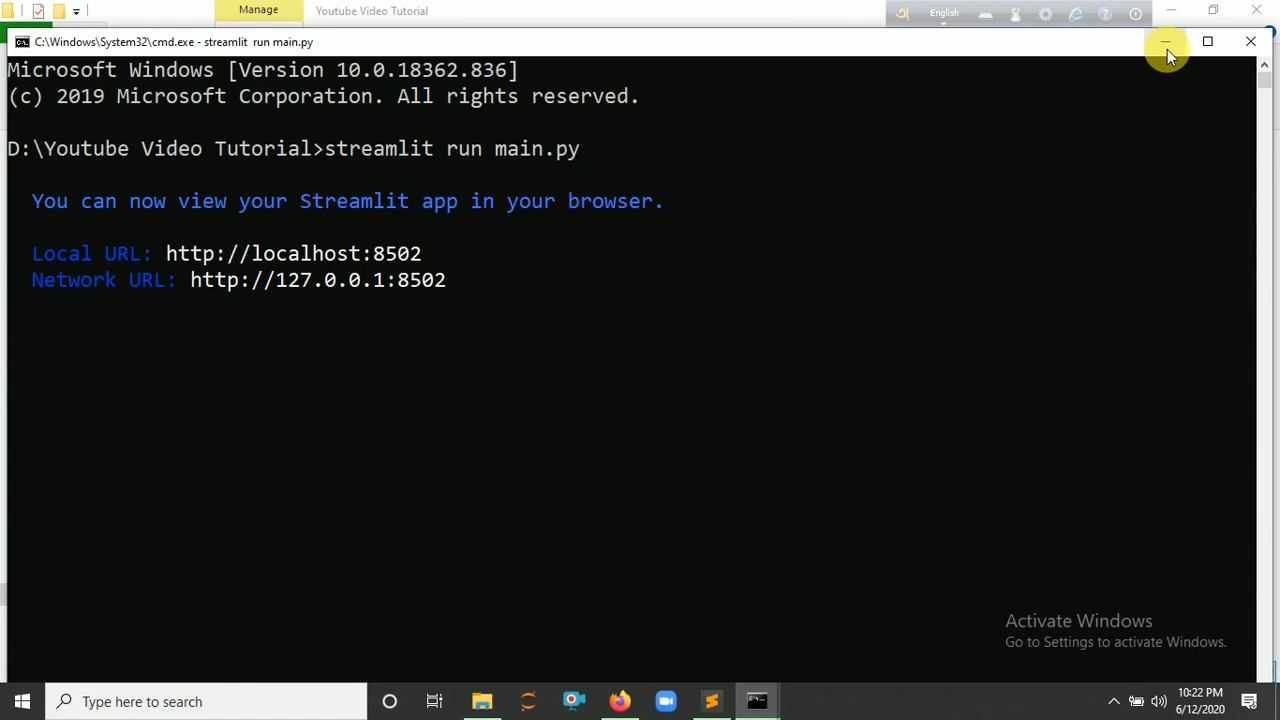 Manage
Youtube Video Tutorial
English
C:\Windows\System32\cmd.exe - streamlit  run main.py
Microsoft Windows [Version 10.0.18362.836]
(c) 2019 Microsoft Corporation. All rights reserved.
D:\Youtube Video Tutorial>streamlit run main.py
You can now view your Streamlit app in your browser.
Local URL: http://localhost:8502
Network URL: http://127.0.0.1:8502
Activate Windows
Go to Settings to activate Windows.
Type here to search
10:22 PM
6/12/2020